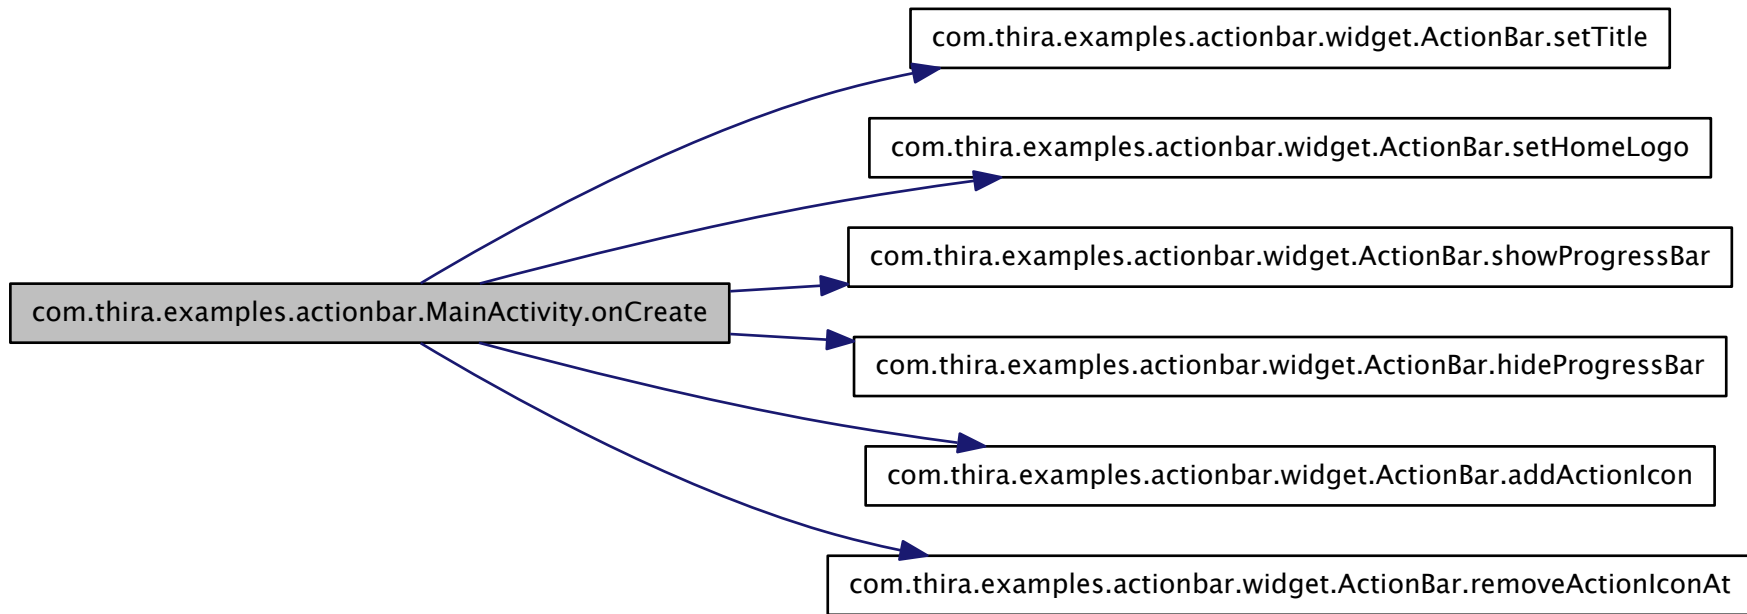 com.thira.examples.actionbar.widget.ActionBar.setTitle
com.thira.examples.actionbar.widget.ActionBar.setHomeLogo
com.thira.examples.actionbar.widget.ActionBar.showProgressBar
com.thira.examples.actionbar.MainActivity.onCreate
com.thira.examples.actionbar.widget.ActionBar.hideProgressBar
com.thira.examples.actionbar.widget.ActionBar.addActionIcon
com.thira.examples.actionbar.widget.ActionBar.removeActionIconAt